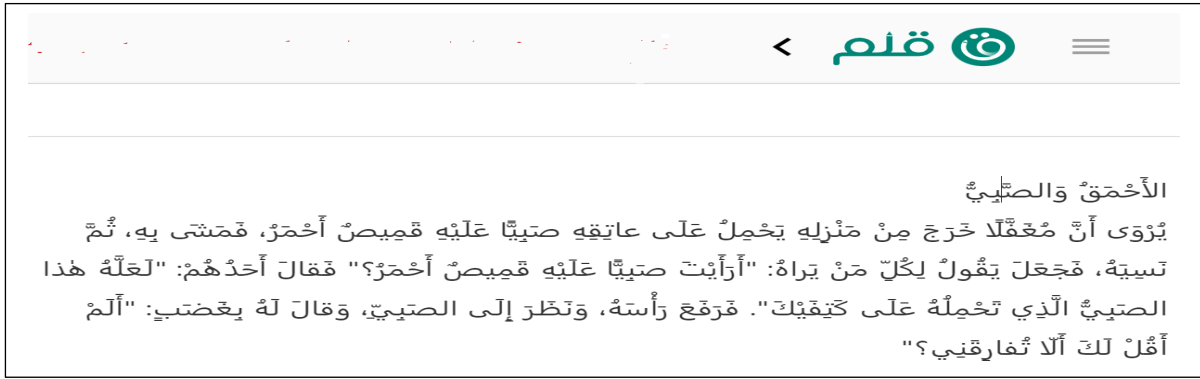 قلم >
الأَحْمَقُ وَالصَّبِيُّ
يُرْوَى أَنَّ مُغَفَّلًا خَرَجَ مِنْ مَنْزِلِهِ يَحْمِلُ عَلَى عاتِقِهِ صَبِيًّا عَلَيْهِ قَمِيصٌ أَحْمَرُ، فَمَشَى بِهِ، ثُمَّ
نَسِيَهُ، فَجَعَلَ يَقُولُ لِكُلِّ مَنْ يَراهُ: "أَرَأَيْتَ صَبِيًّا عَلَيْهِ قَمِيصٌ أَحْمَرُ؟" فَقالَ أَحَدُهُمْ: "لَعَلَّهُ هٰذا
الصَبِيُّ الَّذِي تَحْمِلُهُ عَلَى كَتِفَيْكَ". فَرَفَعَ رَأْسَهُ، وَنَظَرَ إِلَى الصَبِيِّ، وَقالَ لَهُ بِغَضَبٍ: "أَلَمْ
أَقُلْ لَكَ أَلّا تُفارِقَنِي؟"